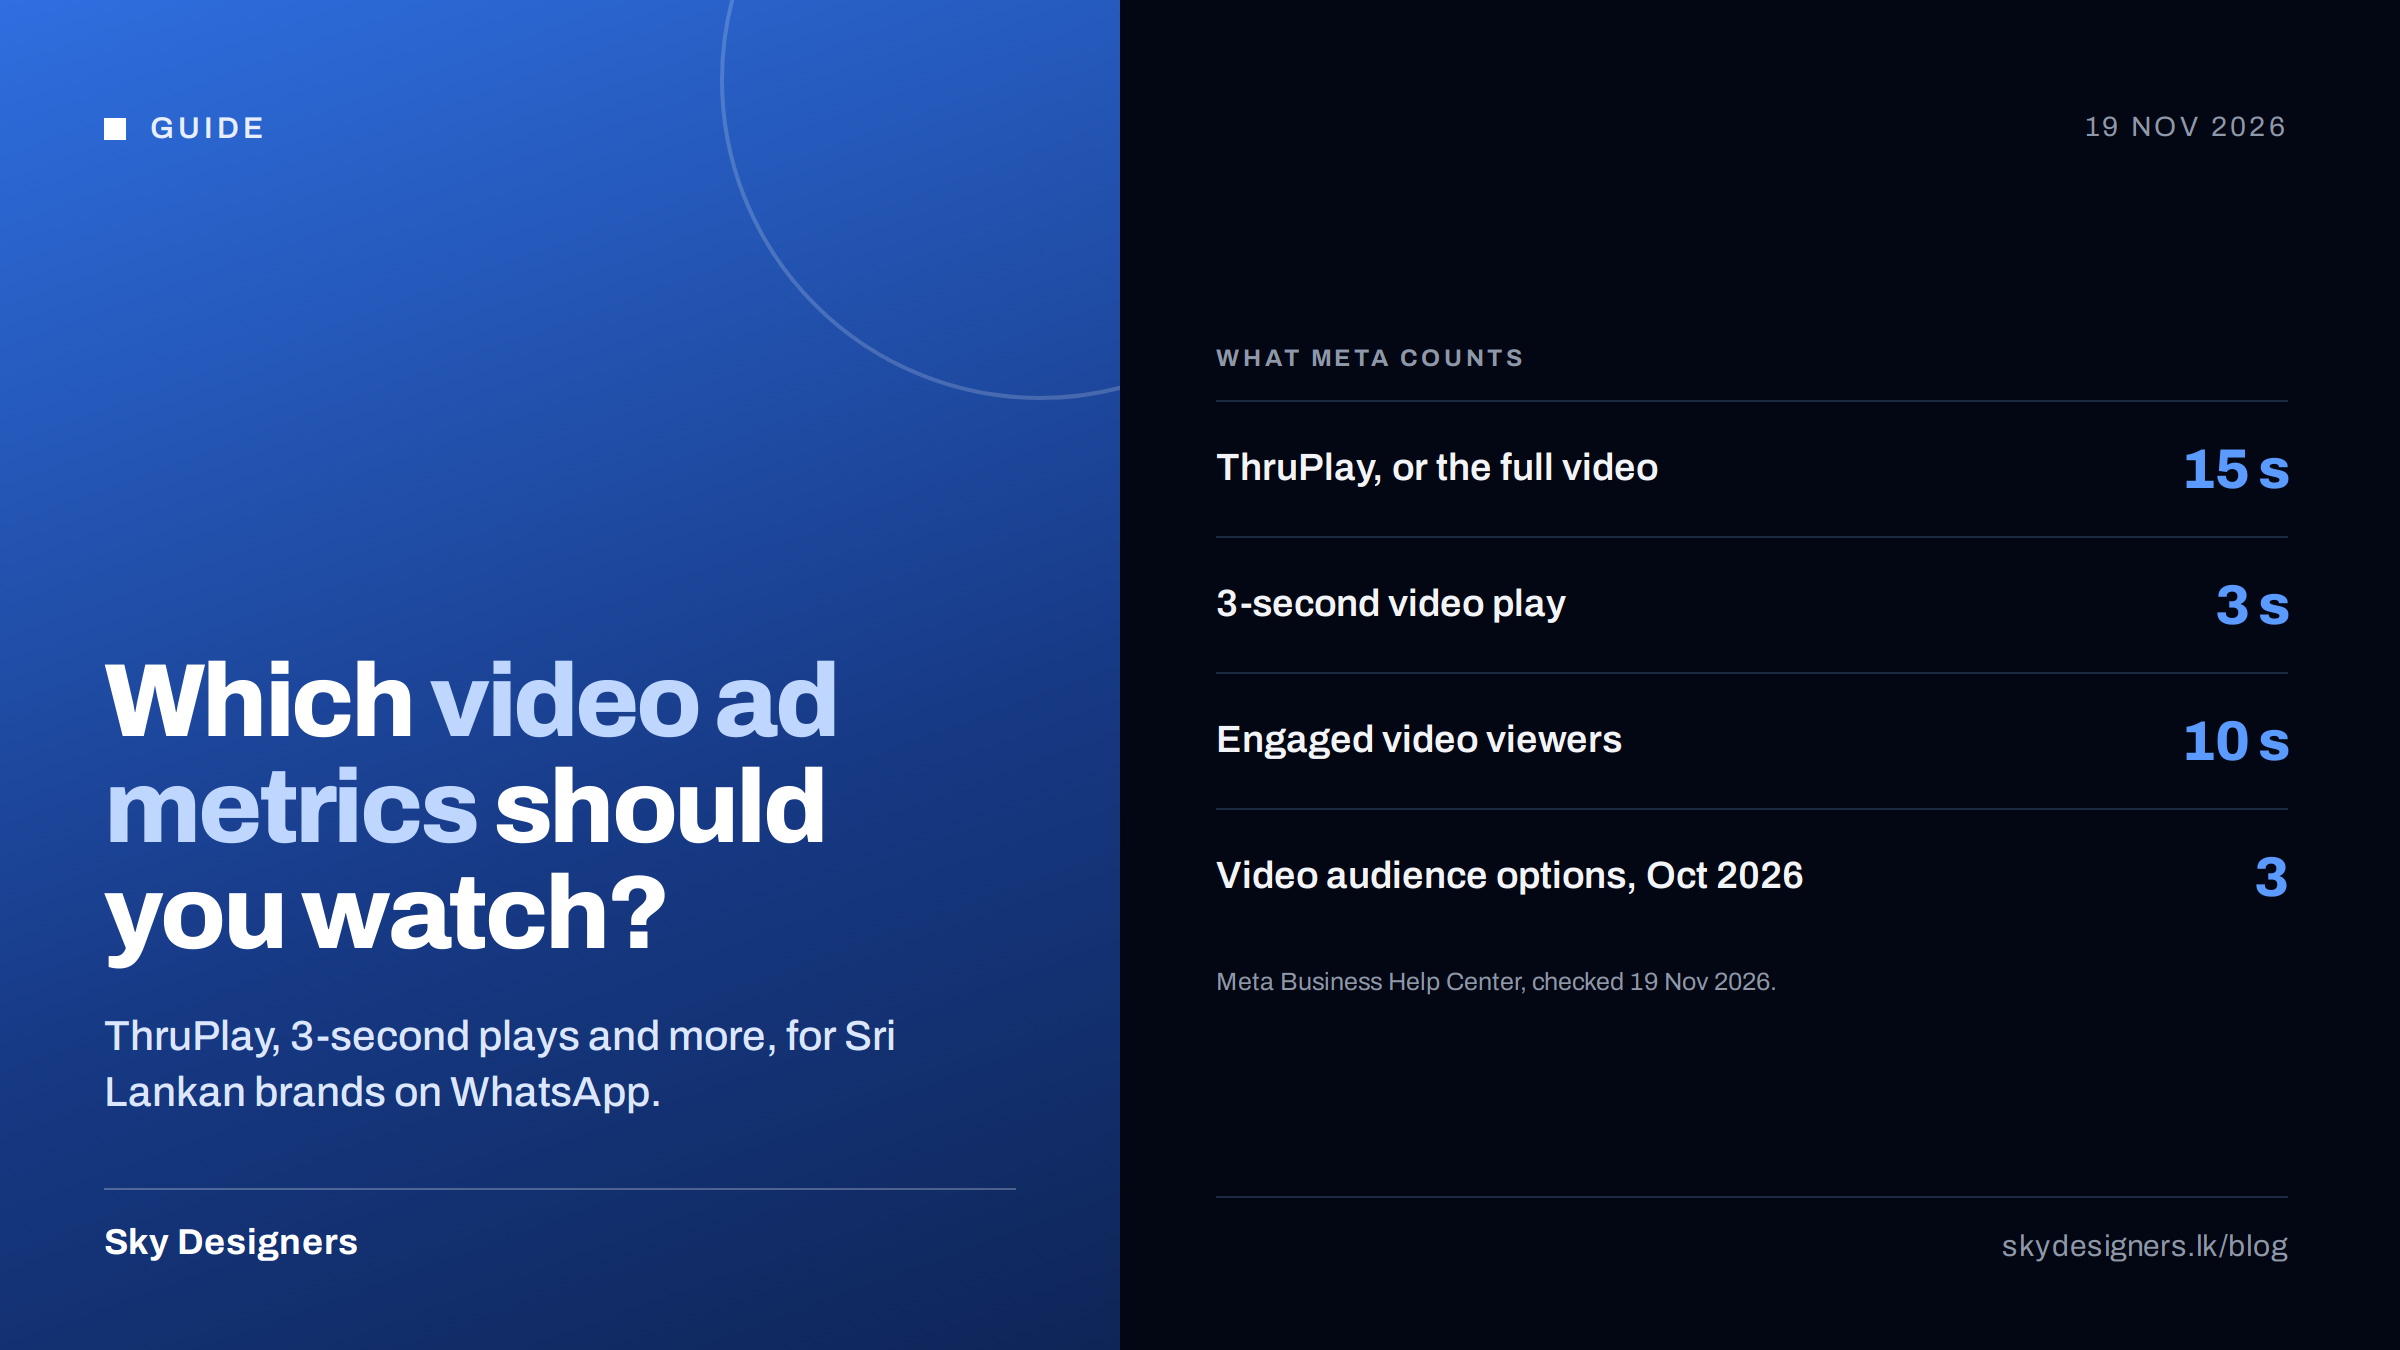 GUIDE
Which video ad
metrics should
you watch?
ThruPlay, 3-second plays and more, for Sri
Lankan brands on WhatsApp.
Sky Designers
19 NOV 2026
WHAT META COUNTS
ThruPlay, or the full video 15 s
3-second video play 3 s
Engaged video viewers 10 s
Video audience options, Oct 2026 3
Meta Business Help Center, checked 19 Nov 2026.
skydesigners.lk/blog